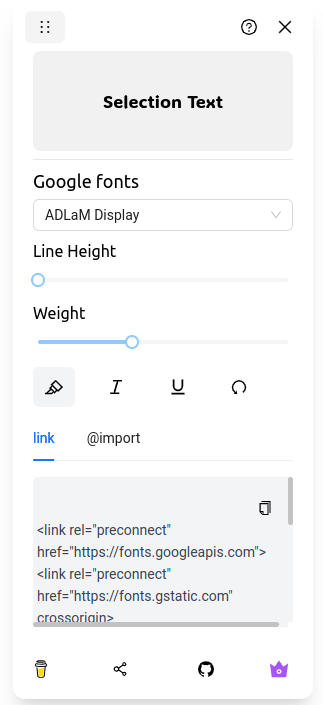 Selection Text
Google fonts
ADLaM Display
Line Height
Weight
link
@import
<link rel="preconnect"
href="https://fonts.googleapis.com">
<link rel="preconnect"
href="https://fonts.gstatic.com"
crossorigin>